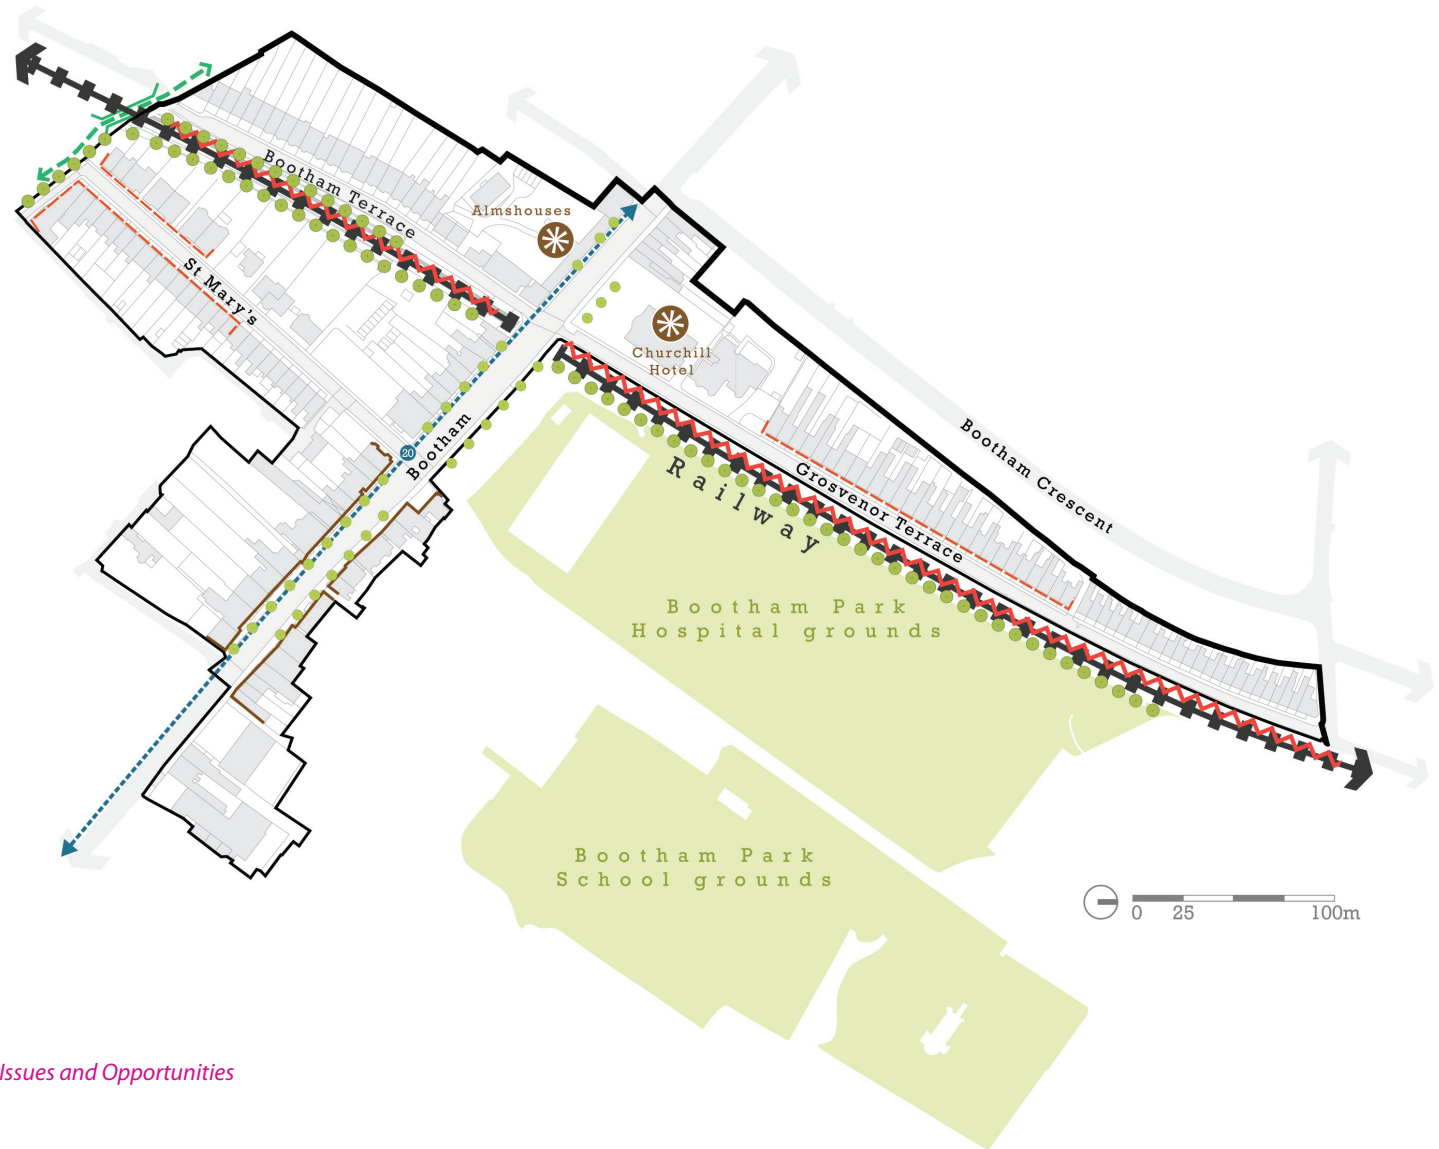 Bootham Terrace
Almshouses
St Mary's
Churchill
Hotel
20
Bootham
Bootham Crescent
Grosvenor Terrace
Railway
Bootham Park
Hospital grounds
Bootham Park
School grounds
0 25 100m
Issues and Opportunities